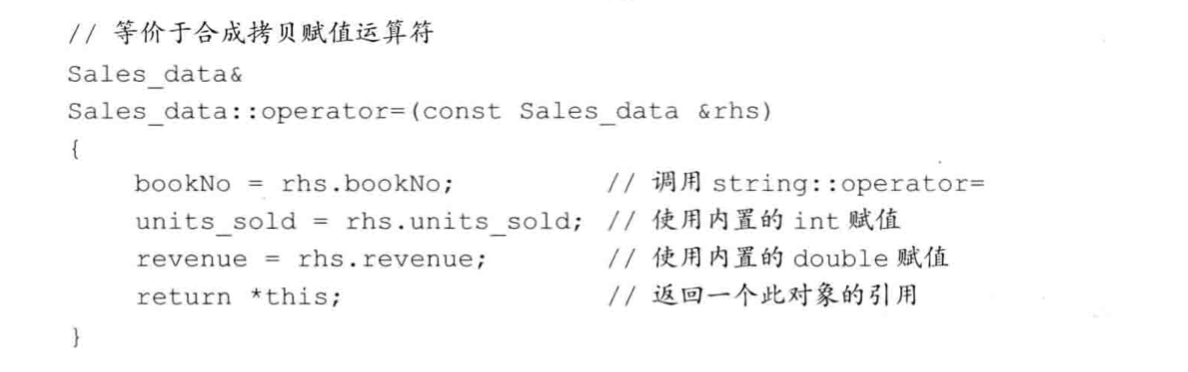 // 等价于合成拷贝赋值运算符
Sales_data&
Sales_data::operator=(const Sales_data &rhs)
{
    bookNo = rhs.bookNo;          // 调用 string::operator=
    units_sold = rhs.units_sold;  // 使用内置的 int 赋值
    revenue = rhs.revenue;        // 使用内置的 double 赋值
    return *this;                 // 返回一个此对象的引用
}